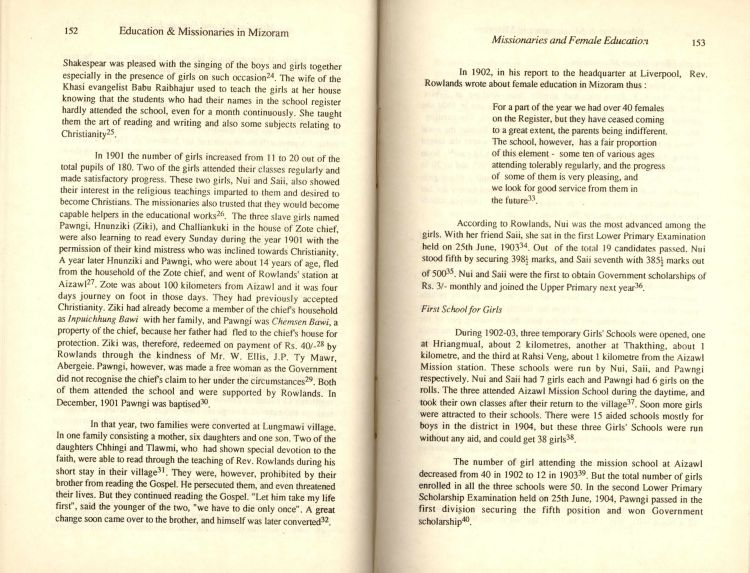 152 Education & Missionaries in Mizoram
Shakespear was pleased with the singing of the boys and girls together
especially in the presence of girls on such occasion24. The wife of the
Khasi evangelist Babu Raibhajur used to teach the girls at her house
knowing that the students who had their names in the school register
hardly attended the school, even for a month continuously. She taught
them the art of reading and writing and also some subjects relating to
Christianity25.
In 1901 the number of girls increased from 11 to 20 out of the
total pupils of 180. Two of the girls attended their classes regularly and
made satisfactory progress. These two girls, Nui and Saii, also showed
their interest in the religious teachings imparted to them and desired to
become Christians. The missionaries also trusted that they would become
capable helpers in the educational works26. The three slave girls named
Pawngi, Hnunziki (Ziki), and Challiankuki in the house of Zote chief,
were also learning to read every Sunday during the year 1901 with the
permission of their kind mistress who was inclined towards Christianity.
A year later Hnunziki and Pawngi, who were about 14 years of age, fled
from the household of the Zote chief, and went of Rowlands' station at
Aizawl27. Zote was about 100 kilometers from Aizawl and it was four
days journey on foot in those days. They had previously accepted
Christianity. Ziki had already become a member of the chief's household
as Inpuichhung Bawi with her family, and Pawngi was Chemsen Bawi, a
property of the chief, because her father had fled to the chief's house for
protection. Ziki was, therefore, redeemed on payment of Rs. 40/-28 by
Rowlands through the kindness of Mr. W. Ellis, J.P. Ty Mawr,
Abergeie. Pawngi, however, was made a free woman as the Government
did not recognise the chief's claim to her under the circumstances29. Both
of them attended the school and were supported by Rowlands. In
December, 1901 Pawngi was baptised30.
In that year, two families were converted at Lungmawi village.
In one family consisting a mother, six daughters and one son. Two of the
daughters Chhingi and Tlawmi, who had shown special devotion to the
faith, were able to read through the teaching of Rev. Rowlands during his
short stay in their village31. They were, however, prohibited by their
brother from reading the Gospel. He persecuted them, and even threatened
their lives. But they continued reading the Gospel. "Let him take my life
first", said the younger of the two, "we have to die only once". A great
change soon came over to the brother, and himself was later converted32.
Missionaries and Female Education 153
In 1902, in his report to the headquarter at Liverpool, Rev.
Rowlands wrote about female education in Mizoram thus :
For a part of the year we had over 40 females
on the Register, but they have ceased coming
to a great extent, the parents being indifferent.
The school, however, has a fair proportion
of this element - some ten of various ages
attending tolerably regularly, and the progress
of some of them is very pleasing, and
we look for good service from them in
the future33.
According to Rowlands, Nui was the most advanced among the
girls. With her friend Saii, she sat in the first Lower Primary Examination
held on 25th June, 190334. Out of the total 19 candidates passed. Nui
stood fifth by securing 398½ marks, and Saii seventh with 385½ marks out
of 50035. Nui and Saii were the first to obtain Government scholarships of
Rs. 3/- monthly and joined the Upper Primary next year36.
First School for Girls
During 1902-03, three temporary Girls' Schools were opened, one
at Hriangmual, about 2 kilometres, another at Thakthing, about 1
kilometre, and the third at Rahsi Veng, about 1 kilometre from the Aizawl
Mission station. These schools were run by Nui, Saii, and Pawngi
respectively. Nui and Saii had 7 girls each and Pawngi had 6 girls on the
rolls. The three attended Aizawl Mission School during the daytime, and
took their own classes after their return to the village37. Soon more girls
were attracted to their schools. There were 15 aided schools mostly for
boys in the district in 1904, but these three Girls' Schools were run
without any aid, and could get 38 girls38.
The number of girl attending the mission school at Aizawl
decreased from 40 in 1902 to 12 in 190339. But the total number of girls
enrolled in all the three schools were 50. In the second Lower Primary
Scholarship Examination held on 25th June, 1904, Pawngi passed in the
first division securing the fifth position and won Government
scholarship40.